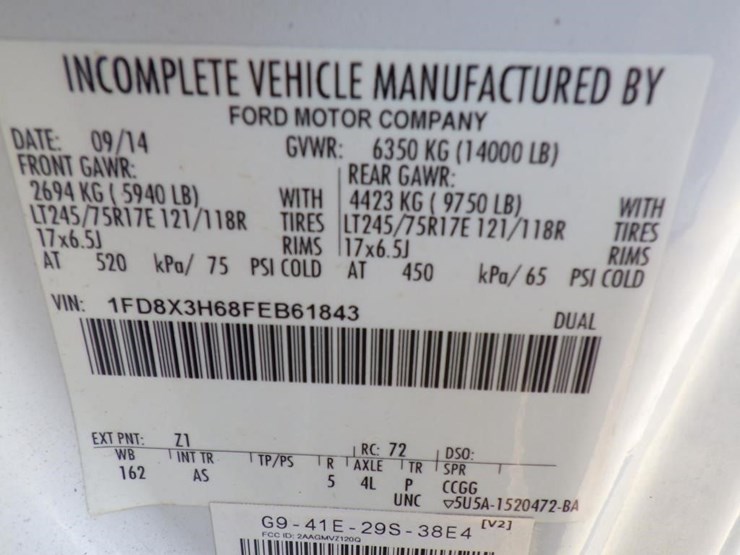 INCOMPLETE VEHICLE MANUFACTURED BY
FORD MOTOR COMPANY
DATE: 09/14 GVWR: 6350 KG (14000 LB)
FRONT GAWR: REAR GAWR:
2694 KG ( 5940 LB) WITH 4423 KG ( 9750 LB) WITH
LT245/75R17E 121/118R TIRES LT245/75R17E 121/118R TIRES
17x6.5J RIMS 17x6.5J RIMS
AT 520 kPa/ 75 PSI COLD AT 450 kPa/ 65 PSI COLD
VIN: 1FD8X3H68FEB61843 DUAL
EXT PNT: Z1 RC: 72 DSO:
WB INT TR TP/PS R AXLE TR SPR
162 AS 5 4L P CCGG
UNC ▽5U5A-1520472-BA
G9-41E-29S-38E4 [V2]
FCC ID: 2AAGMVZ120G